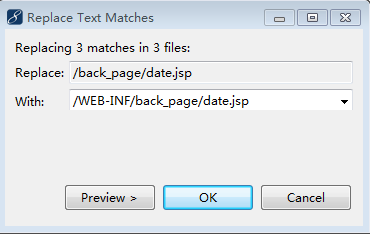 Replace Text Matches
Replacing 3 matches in 3 files:
Replace: /back_page/date.jsp
With: /WEB-INF/back_page/date.jsp
Preview > OK Cancel